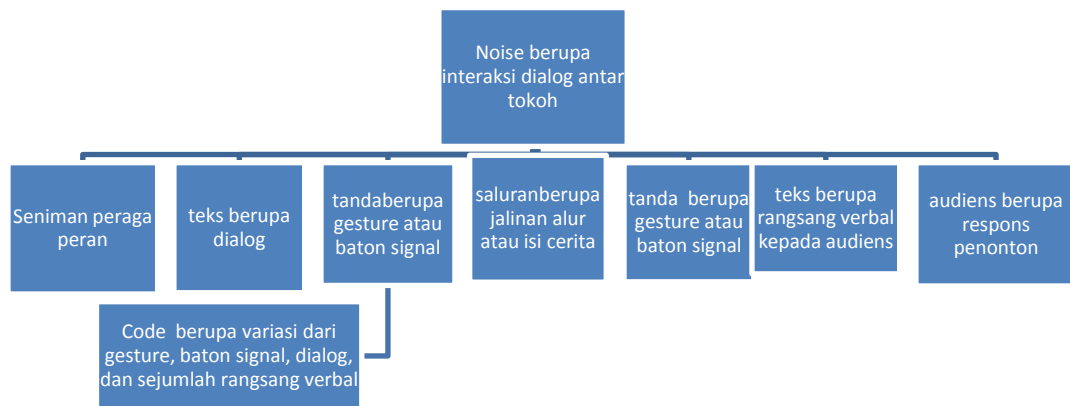 Noise berupa
interaksi dialog antar
tokoh
Seniman peraga
peran
teks berupa
dialog
tandaberupa
gesture atau
baton signal
saluranberupa
jalinan alur
atau isi cerita
tanda berupa
gesture atau
baton signal
teks berupa
rangsang verbal
kepada audiens
audiens berupa
respons
penonton
Code berupa variasi dari
gesture, baton signal, dialog,
dan sejumlah rangsang verbal